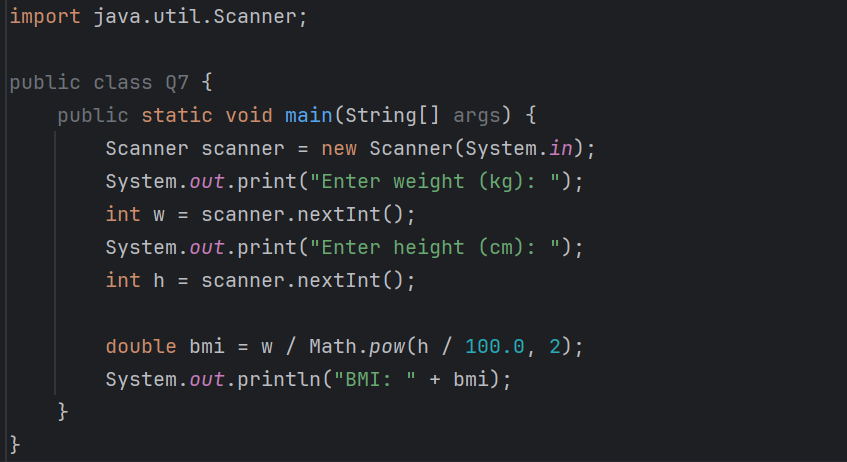 import java.util.Scanner;

public class Q7 {
    public static void main(String[] args) {
        Scanner scanner = new Scanner(System.in);
        System.out.print("Enter weight (kg): ");
        int w = scanner.nextInt();
        System.out.print("Enter height (cm): ");
        int h = scanner.nextInt();

        double bmi = w / Math.pow(h / 100.0, 2);
        System.out.println("BMI: " + bmi);
    }
}